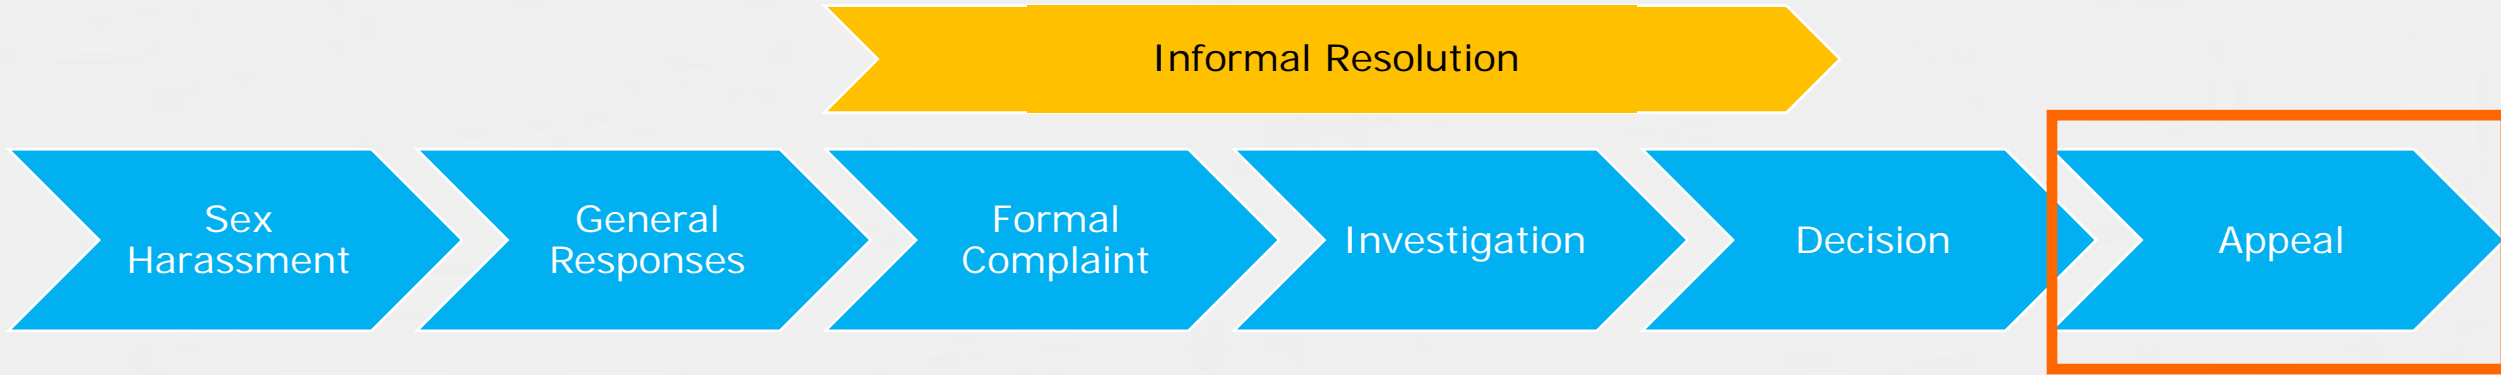 Informal Resolution
Sex
Harassment
General
Responses
Formal
Complaint
Investigation
Decision
Appeal